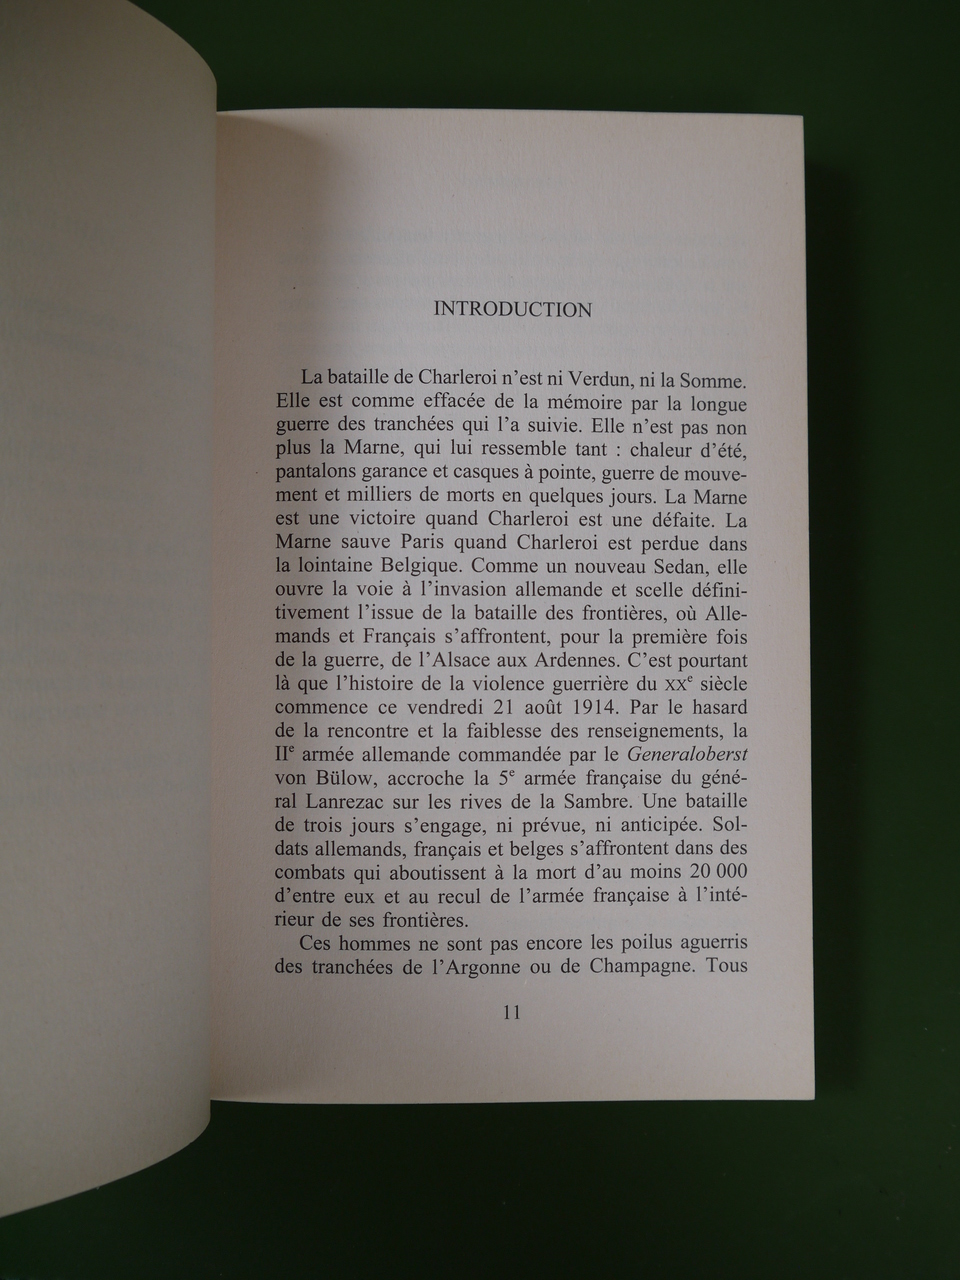 INTRODUCTION
La bataille de Charleroi n’est ni Verdun, ni la Somme.
Elle est comme effacée de la mémoire par la longue
guerre des tranchées qui l’a suivie. Elle n’est pas non
plus la Marne, qui lui ressemble tant : chaleur d’été,
pantalons garance et casques à pointe, guerre de mouve-
ment et milliers de morts en quelques jours. La Marne
est une victoire quand Charleroi est une défaite. La
Marne sauve Paris quand Charleroi est perdue dans
la lointaine Belgique. Comme un nouveau Sedan, elle
ouvre la voie à l’invasion allemande et scelle défini-
tivement l’issue de la bataille des frontières, où Alle-
mands et Français s’affrontent, pour la première fois
de la guerre, de l’Alsace aux Ardennes. C’est pourtant
là que l’histoire de la violence guerrière du XXe siècle
commence ce vendredi 21 août 1914. Par le hasard
de la rencontre et la faiblesse des renseignements, la
IIe armée allemande commandée par le Generaloberst
von Bülow, accroche la 5e armée française du géné-
ral Lanrezac sur les rives de la Sambre. Une bataille
de trois jours s’engage, ni prévue, ni anticipée. Sol-
dats allemands, français et belges s’affrontent dans des
combats qui aboutissent à la mort d’au moins 20 000
d’entre eux et au recul de l’armée française à l’inté-
rieur de ses frontières.
Ces hommes ne sont pas encore les poilus aguerris
des tranchées de l’Argonne ou de Champagne. Tous
11